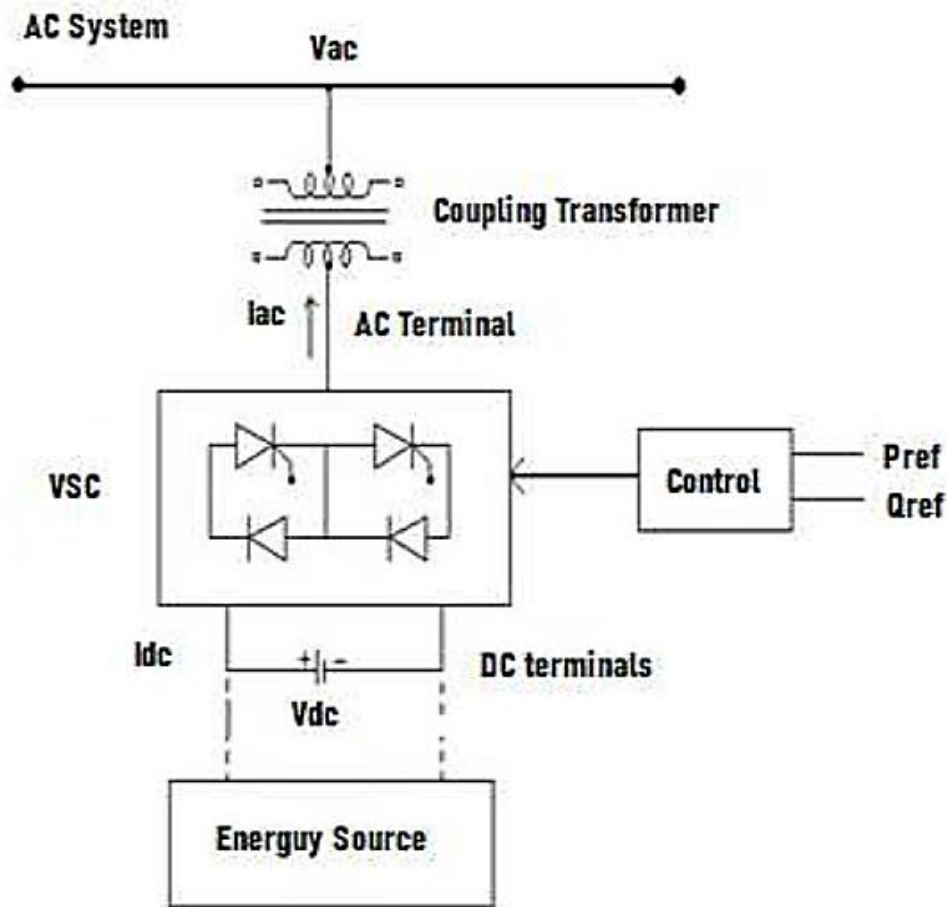 AC System
Vac
Coupling Transformer
Iac
AC Terminal
VSC
Control
Pref
Qref
Idc
+ -
DC terminals
Vdc
Energuy Source